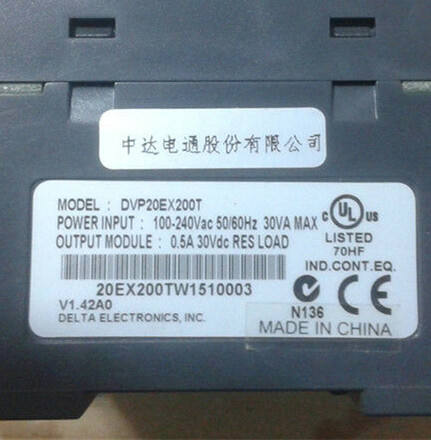 中达电通股份有限公司
MODEL : DVP20EX200T
POWER INPUT : 100-240Vac 50/60Hz 30VA MAX
OUTPUT MODULE : 0.5A 30Vdc RES LOAD
20EX200TW1510003
V1.42A0
DELTA ELECTRONICS, INC.
C UL US
LISTED
70HF
IND.CONT.EQ.
N136
MADE IN CHINA